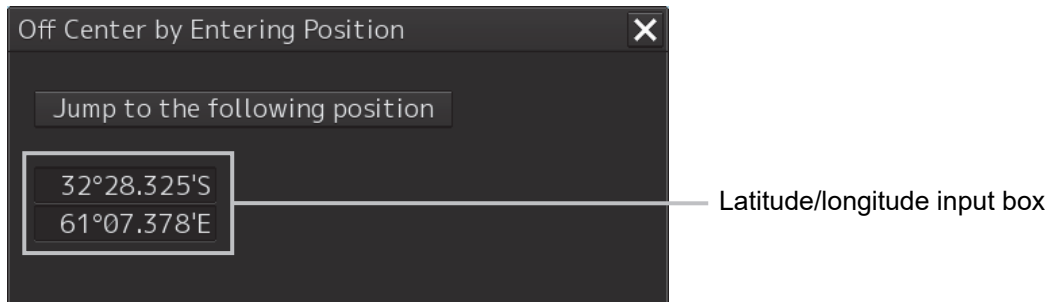 Off Center by Entering Position
Jump to the following position
32°28.325'S
61°07.378'E
Latitude/longitude input box